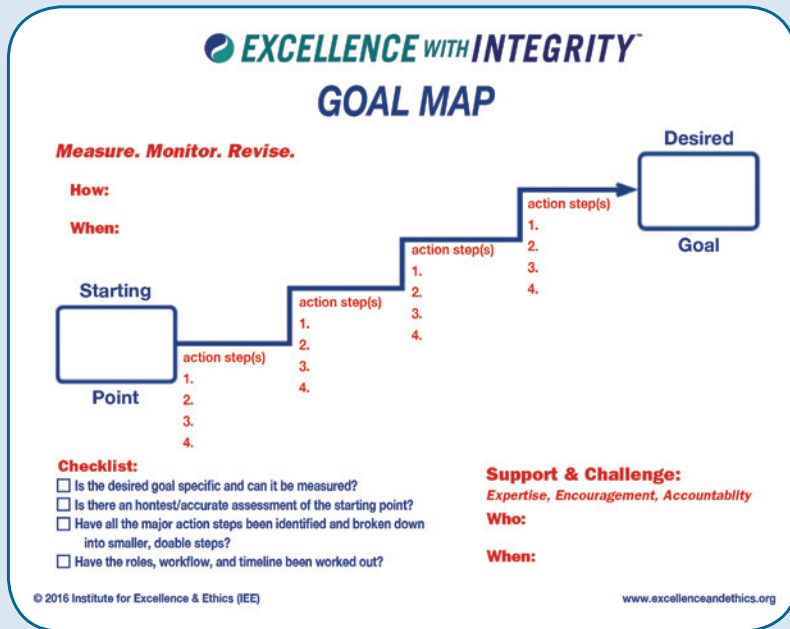 EXCELLENCE WITH INTEGRITY™
GOAL MAP
Measure. Monitor. Revise.
How:
When:
Desired
Goal
action step(s)
1.
2.
3.
4.
action step(s)
1.
2.
3.
4.
action step(s)
1.
2.
3.
4.
Starting
Point
action step(s)
1.
2.
3.
4.
Checklist:
Is the desired goal specific and can it be measured?
Is there an hontest/accurate assessment of the starting point?
Have all the major action steps been identified and broken down
into smaller, doable steps?
Have the roles, workflow, and timeline been worked out?
Support & Challenge:
Expertise, Encouragement, Accountablity
Who:
When:
© 2016 Institute for Excellence & Ethics (IEE)
www.excellenceandethics.org